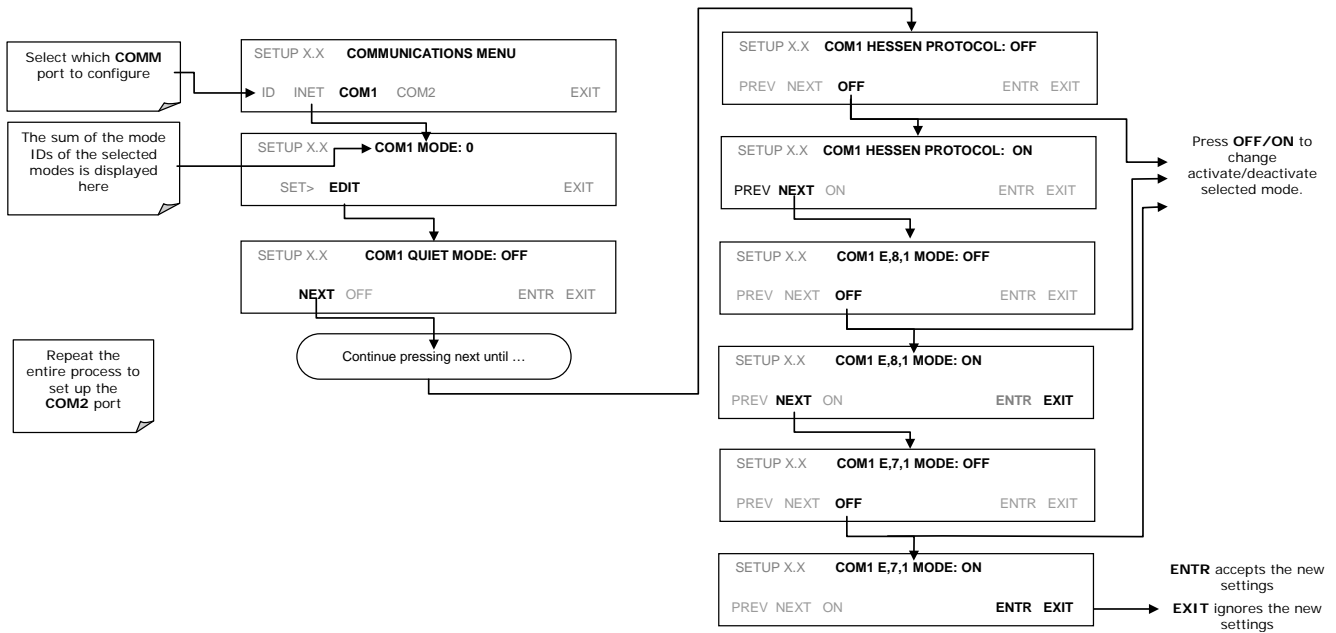 Select which COMM
port to configure
SETUP X.X COMMUNICATIONS MENU
ID INET COM1 COM2 EXIT
The sum of the mode
IDs of the selected
modes is displayed
here
SETUP X.X COM1 MODE: 0
SET> EDIT EXIT
SETUP X.X COM1 QUIET MODE: OFF
NEXT OFF ENTR EXIT
Continue pressing next until …
Repeat the
entire process to
set up the
COM2 port
SETUP X.X COM1 HESSEN PROTOCOL: OFF
PREV NEXT OFF ENTR EXIT
SETUP X.X COM1 HESSEN PROTOCOL: ON
PREV NEXT ON ENTR EXIT
Press OFF/ON to
change
activate/deactivate
selected mode.
SETUP X.X COM1 E,8,1 MODE: OFF
PREV NEXT OFF ENTR EXIT
SETUP X.X COM1 E,8,1 MODE: ON
PREV NEXT ON ENTR EXIT
SETUP X.X COM1 E,7,1 MODE: OFF
PREV NEXT OFF ENTR EXIT
SETUP X.X COM1 E,7,1 MODE: ON
PREV NEXT ON ENTR EXIT
ENTR accepts the new
settings
EXIT ignores the new
settings